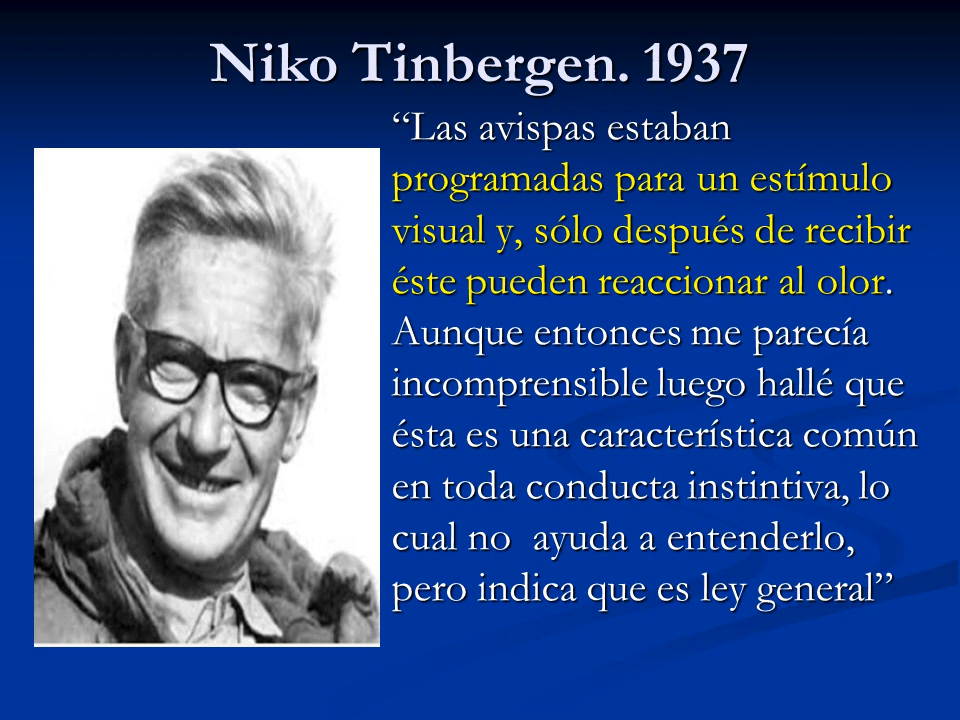 Niko Tinbergen. 1937
“Las avispas estaban
programadas para un estímulo
visual y, sólo después de recibir
éste pueden reaccionar al olor.
Aunque entonces me parecía
incomprensible luego hallé que
ésta es una característica común
en toda conducta instintiva, lo
cual no  ayuda a entenderlo,
pero indica que es ley general”